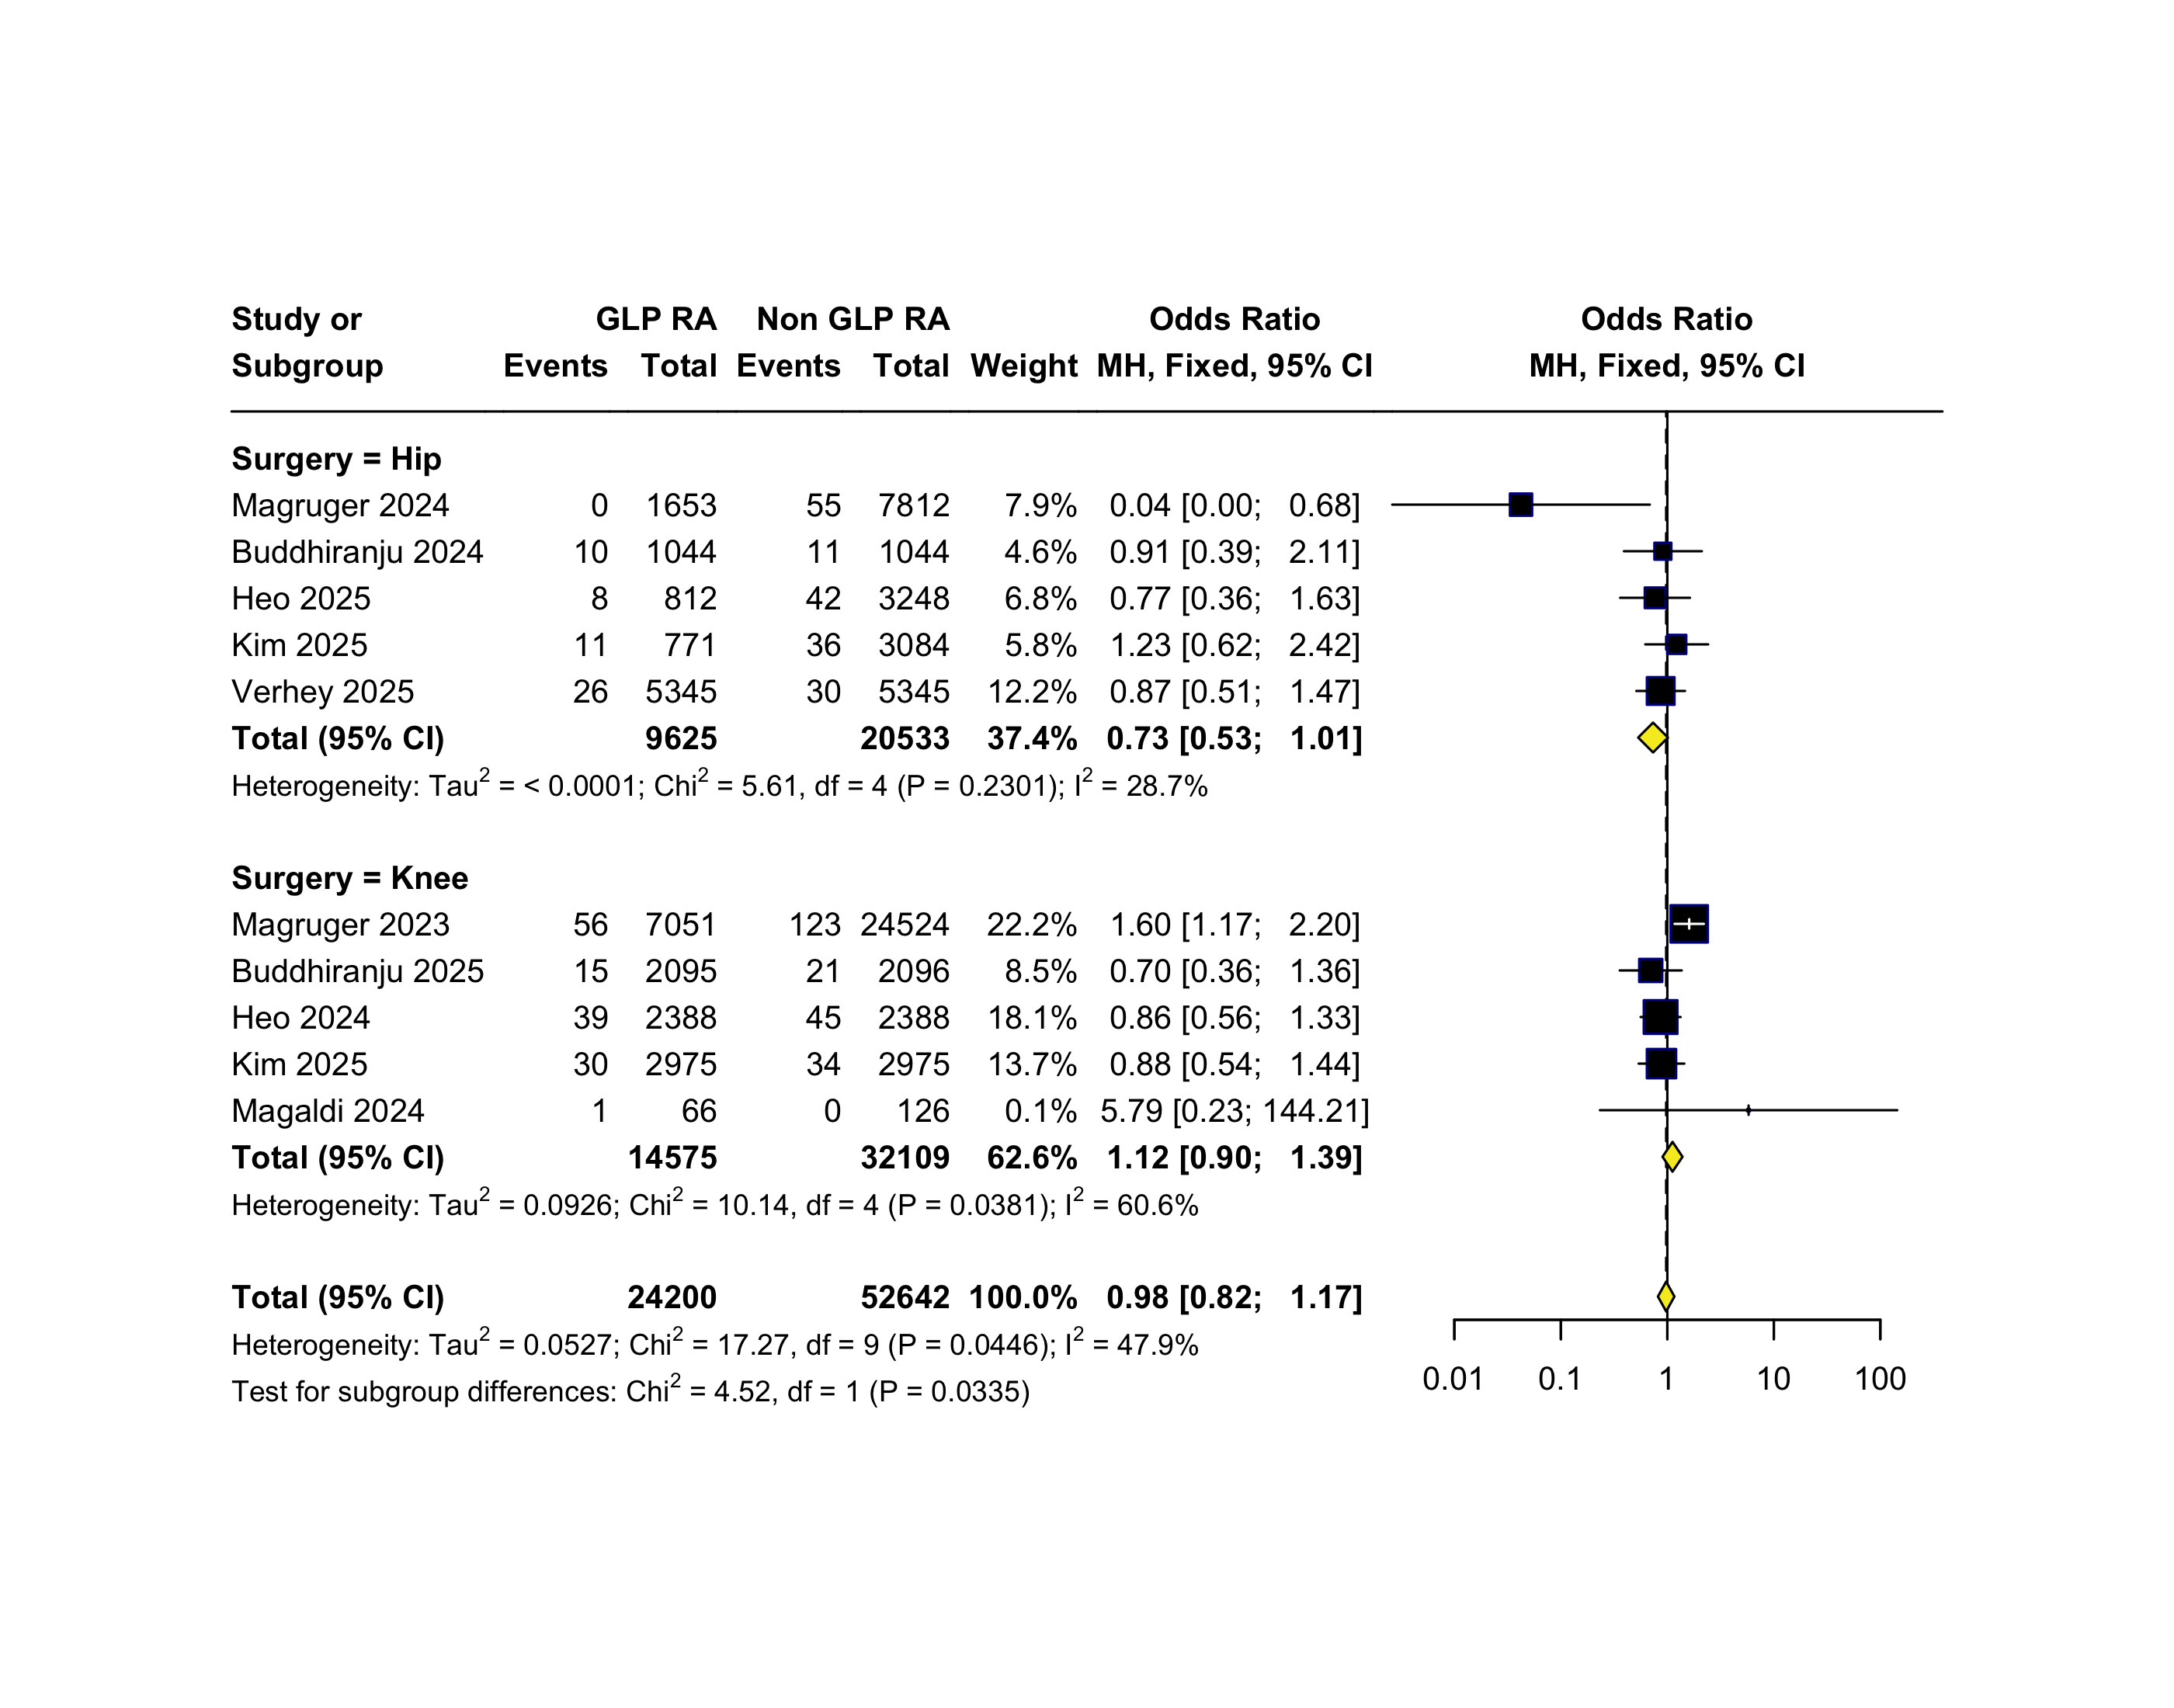 Study or GLP RA Non GLP RA Odds Ratio Odds Ratio
Subgroup Events Total Events Total Weight MH, Fixed, 95% CI MH, Fixed, 95% CI
Surgery = Hip
Magruger 2024 0 1653 55 7812 7.9% 0.04 [0.00; 0.68]
Buddhiranju 2024 10 1044 11 1044 4.6% 0.91 [0.39; 2.11]
Heo 2025 8 812 42 3248 6.8% 0.77 [0.36; 1.63]
Kim 2025 11 771 36 3084 5.8% 1.23 [0.62; 2.42]
Verhey 2025 26 5345 30 5345 12.2% 0.87 [0.51; 1.47]
Total (95% CI) 9625 20533 37.4% 0.73 [0.53; 1.01]
Heterogeneity: Tau² = < 0.0001; Chi² = 5.61, df = 4 (P = 0.2301); I² = 28.7%
Surgery = Knee
Magruger 2023 56 7051 123 24524 22.2% 1.60 [1.17; 2.20]
Buddhiranju 2025 15 2095 21 2096 8.5% 0.70 [0.36; 1.36]
Heo 2024 39 2388 45 2388 18.1% 0.86 [0.56; 1.33]
Kim 2025 30 2975 34 2975 13.7% 0.88 [0.54; 1.44]
Magaldi 2024 1 66 0 126 0.1% 5.79 [0.23; 144.21]
Total (95% CI) 14575 32109 62.6% 1.12 [0.90; 1.39]
Heterogeneity: Tau² = 0.0926; Chi² = 10.14, df = 4 (P = 0.0381); I² = 60.6%
Total (95% CI) 24200 52642 100.0% 0.98 [0.82; 1.17]
Heterogeneity: Tau² = 0.0527; Chi² = 17.27, df = 9 (P = 0.0446); I² = 47.9%
Test for subgroup differences: Chi² = 4.52, df = 1 (P = 0.0335)
0.01 0.1 1 10 100